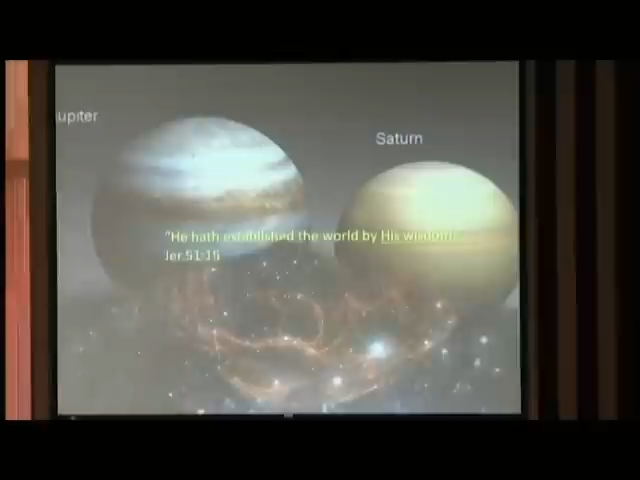 upiter
Saturn
"He hath established the world by His wisdom"
Jer.51:15